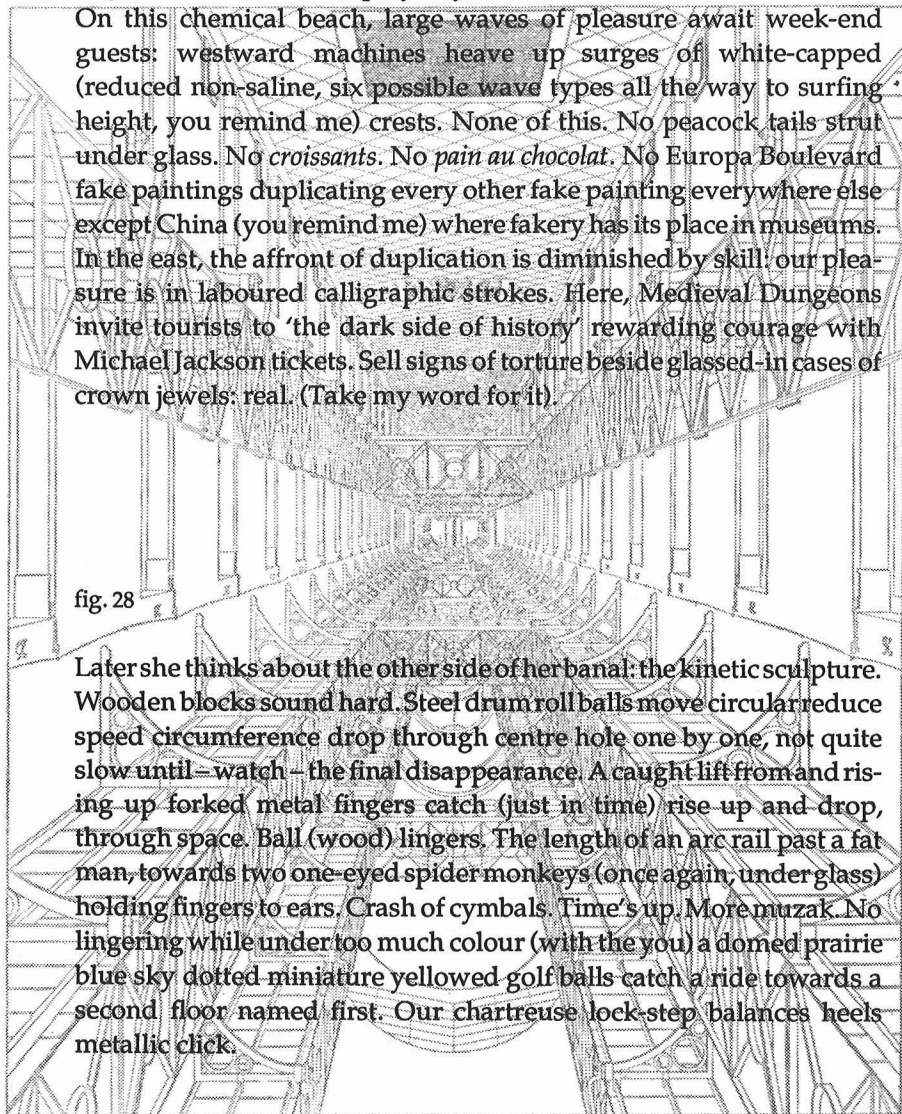 On this chemical beach, large waves of pleasure await week-end
guests: westward machines heave up surges of white-capped
(reduced non-saline, six possible wave types all the way to surfing
height, you remind me) crests. None of this. No peacock tails strut
under glass. No croissants. No pain au chocolat. No Europa Boulevard
fake paintings duplicating every other fake painting everywhere else
except China (you remind me) where fakery has its place in museums.
In the east, the affront of duplication is diminished by skill: our plea-
sure is in laboured calligraphic strokes. Here, Medieval Dungeons
invite tourists to ‘the dark side of history’ rewarding courage with
Michael Jackson tickets. Sell signs of torture beside glassed-in cases of
crown jewels: real. (Take my word for it).
fig. 28
Later she thinks about the other side of her banal: the kinetic sculpture.
Wooden blocks sound hard. Steel drum roll balls move circular reduce
speed circumference drop through centre hole one by one, not quite
slow until – watch – the final disappearance. A caught lift from and ris-
ing up forked metal fingers catch (just in time) rise up and drop,
through space. Ball (wood) lingers. The length of an arc rail past a fat
man, towards two one-eyed spider monkeys (once again, under glass)
holding fingers to ears. Crash of cymbals. Time's up. More muzak. No
lingering while under too much colour (with the you) a domed prairie
blue sky dotted miniature yellowed golf balls catch a ride towards a
second floor named first. Our chartreuse lock-step balances heels
metallic click.